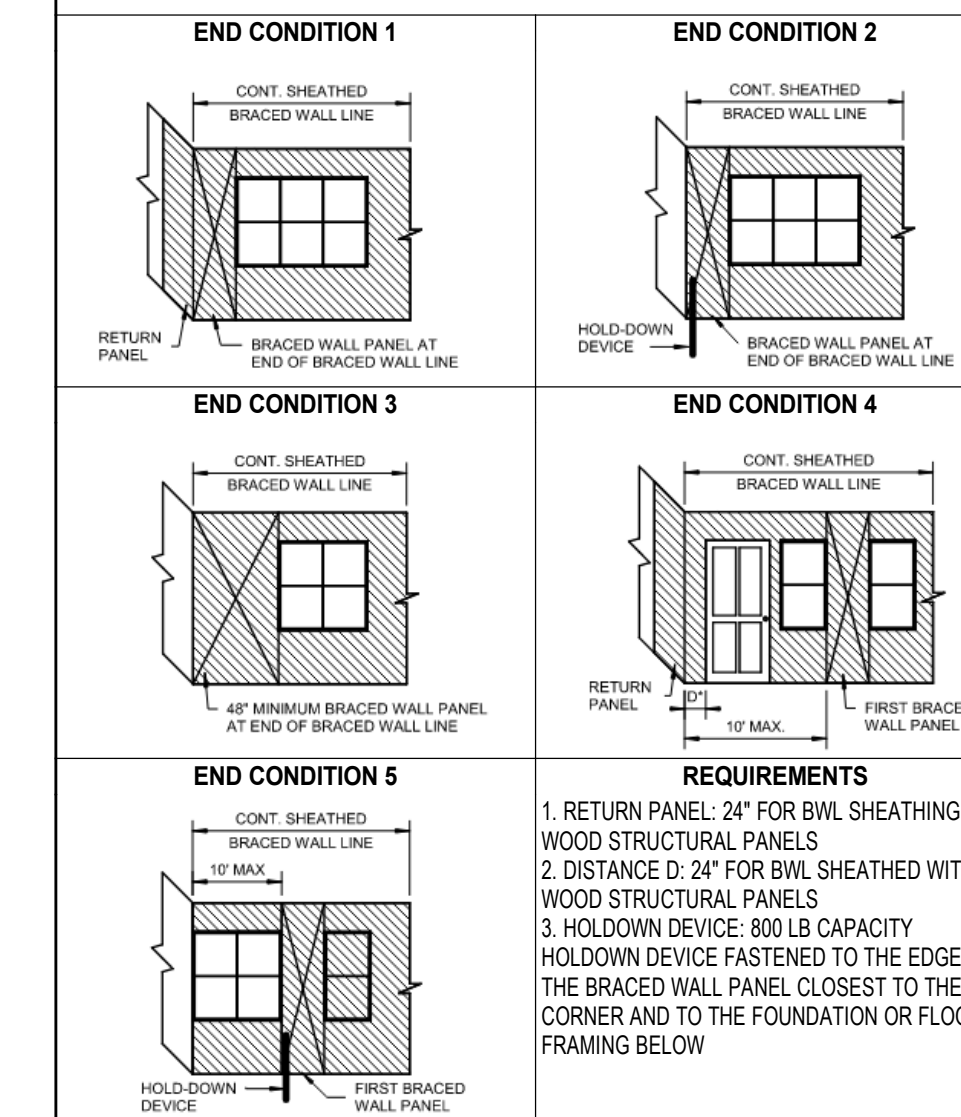 END CONDITION 1
CONT. SHEATHED
BRACED WALL LINE
RETURN
PANEL
BRACED WALL PANEL AT
END OF BRACED WALL LINE
END CONDITION 2
CONT. SHEATHED
BRACED WALL LINE
HOLD-DOWN
DEVICE
BRACED WALL PANEL AT
END OF BRACED WALL LINE
END CONDITION 3
CONT. SHEATHED
BRACED WALL LINE
48" MINIMUM BRACED WALL PANEL
AT END OF BRACED WALL LINE
END CONDITION 4
CONT. SHEATHED
BRACED WALL LINE
RETURN
PANEL
D*
10' MAX.
FIRST BRACE
WALL PANEL
END CONDITION 5
CONT. SHEATHED
BRACED WALL LINE
10' MAX
HOLD-DOWN
DEVICE
FIRST BRACED
WALL PANEL
REQUIREMENTS
1. RETURN PANEL: 24" FOR BWL SHEATHING
WOOD STRUCTURAL PANELS
2. DISTANCE D: 24" FOR BWL SHEATHED WIT
WOOD STRUCTURAL PANELS
3. HOLDOWN DEVICE: 800 LB CAPACITY
HOLDOWN DEVICE FASTENED TO THE EDGE
THE BRACED WALL PANEL CLOSEST TO THE
CORNER AND TO THE FOUNDATION OR FLOO
FRAMING BELOW